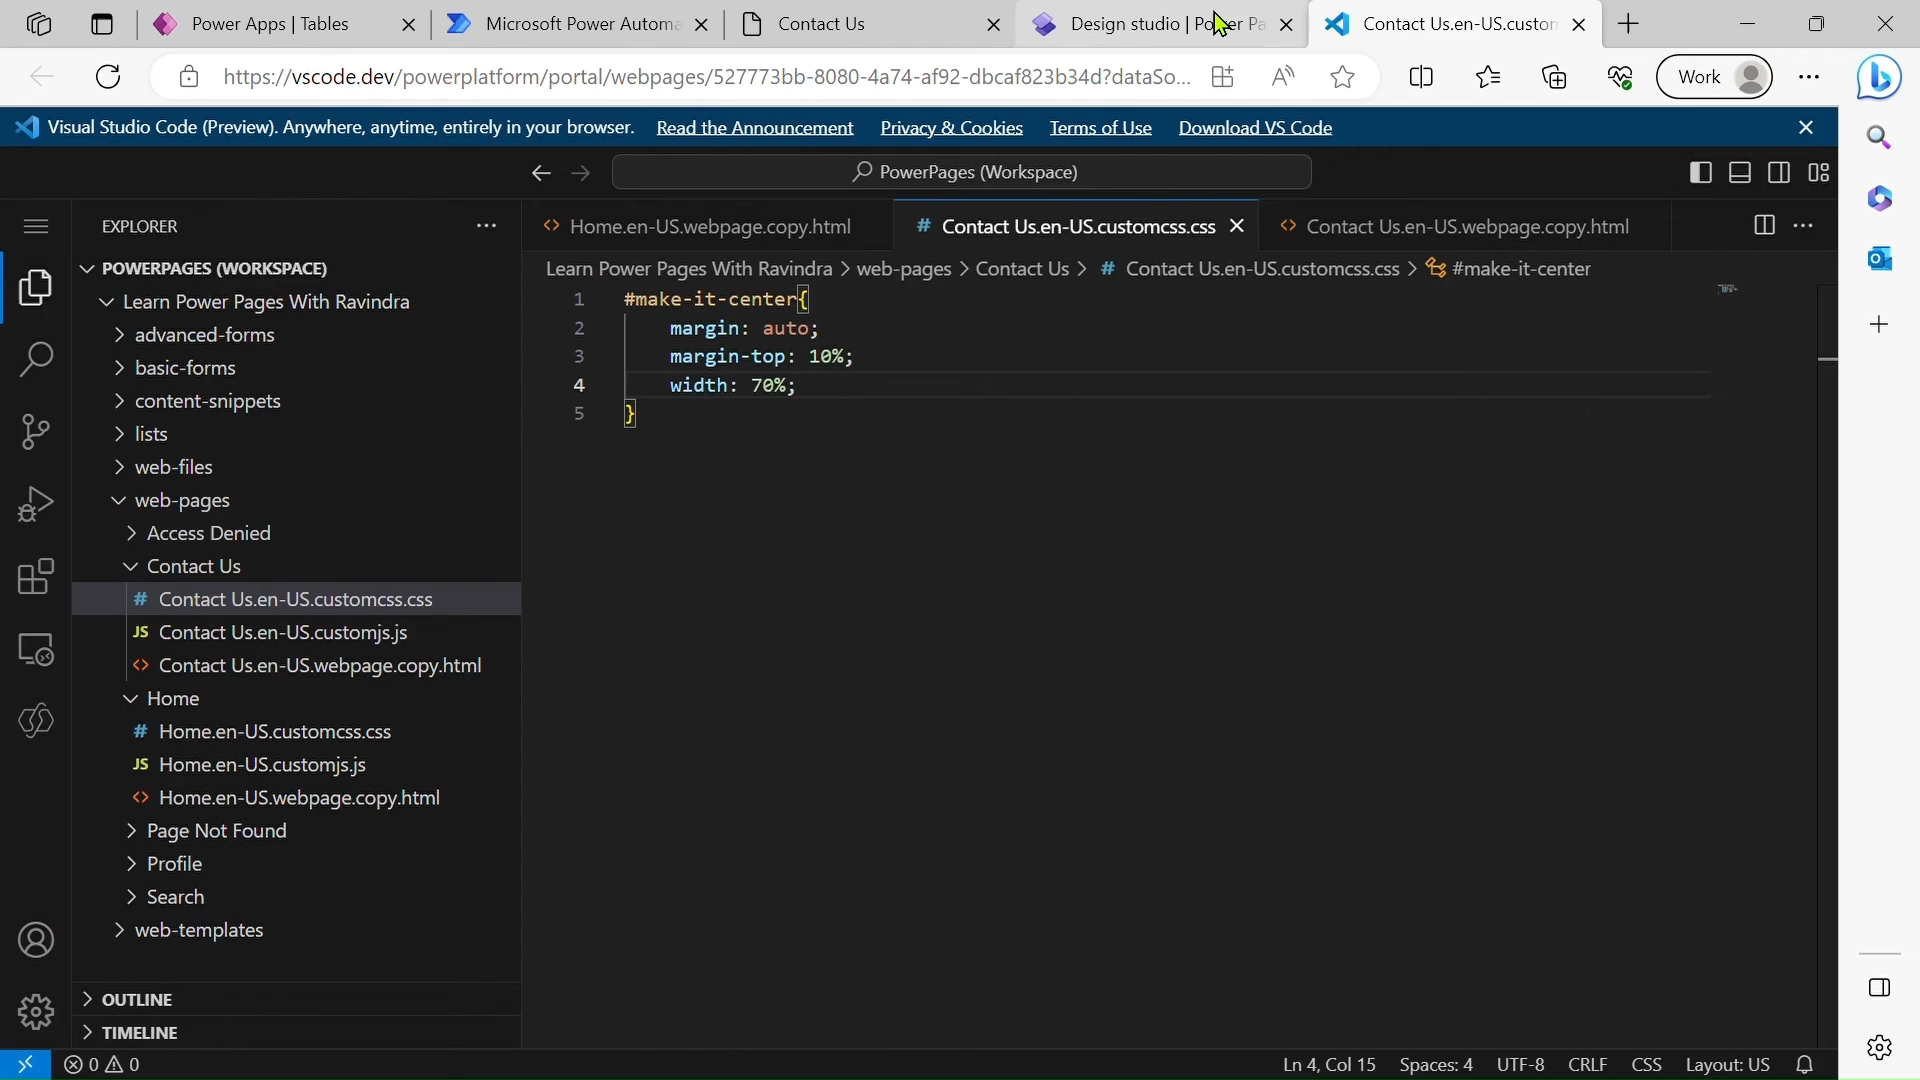 Power Apps | Tables
Microsoft Power Automa
Contact Us
Design studio | Power Pa
Contact Us.en-US.custon
https://vscode.dev/powerplatform/portal/webpages/527773bb-8080-4a74-af92-dbcaf823b34d?dataSo...
Work
Visual Studio Code (Preview). Anywhere, anytime, entirely in your browser. Read the Announcement Privacy & Cookies Terms of Use Download VS Code
PowerPages (Workspace)
EXPLORER
POWERPAGES (WORKSPACE)
Learn Power Pages With Ravindra
advanced-forms
basic-forms
content-snippets
lists
web-files
web-pages
Access Denied
Contact Us
# Contact Us.en-US.customcss.css
JS Contact Us.en-US.customjs.js
<> Contact Us.en-US.webpage.copy.html
Home
# Home.en-US.customcss.css
JS Home.en-US.customjs.js
<> Home.en-US.webpage.copy.html
Page Not Found
Profile
Search
web-templates
OUTLINE
TIMELINE
<> Home.en-US.webpage.copy.html
# Contact Us.en-US.customcss.css
<> Contact Us.en-US.webpage.copy.html
Learn Power Pages With Ravindra > web-pages > Contact Us > # Contact Us.en-US.customcss.css > #make-it-center
1 #make-it-center{
2 margin: auto;
3 margin-top: 10%;
4 width: 70%;
5 }
0 0
Ln 4, Col 15 Spaces: 4 UTF-8 CRLF CSS Layout: US